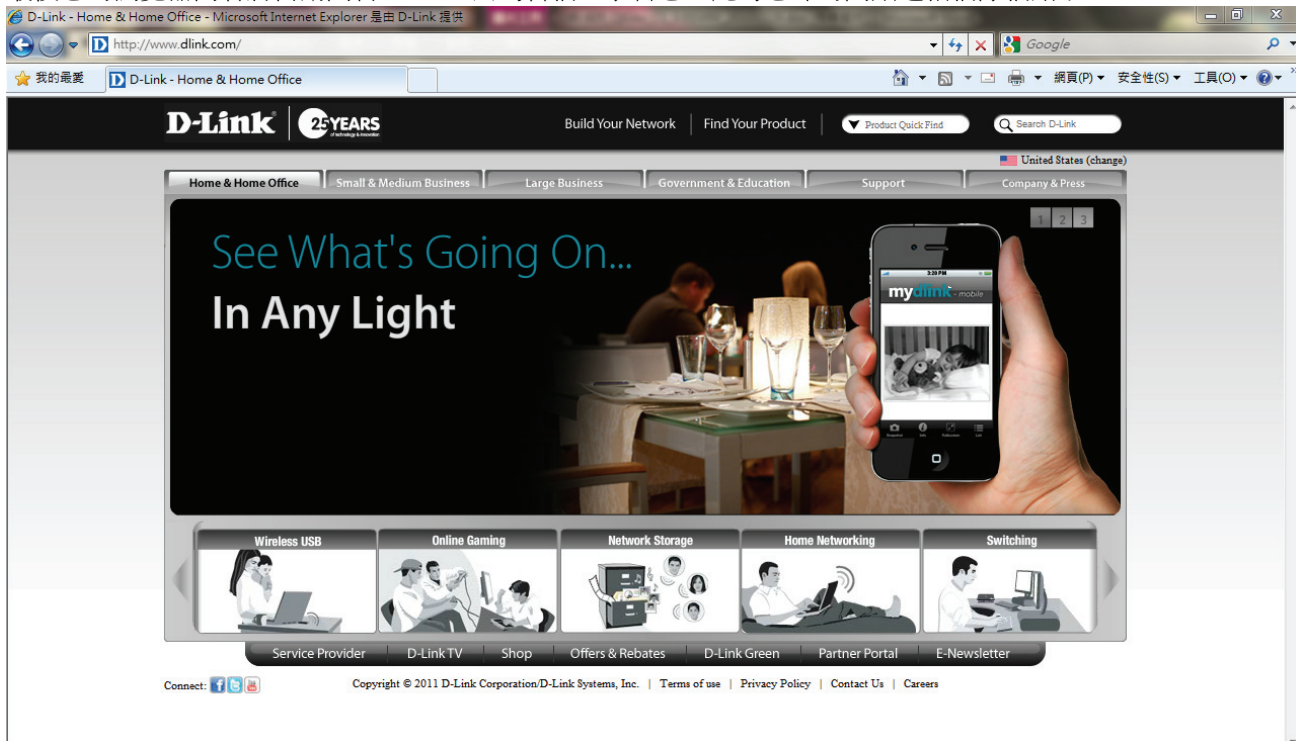 D-Link - Home & Home Office - Microsoft Internet Explorer 是由 D-Link 提供
http://www.dlink.com/
Google
我的最愛
D-Link - Home & Home Office
網頁(P)
安全性(S)
工具(O)
D-Link
25 YEARS
Build Your Network
Find Your Product
Product Quick Find
Search D-Link
United States (change)
Home & Home Office
Small & Medium Business
Large Business
Government & Education
Support
Company & Press
1 2 3
See What's Going On...
In Any Light
3:20 PM
mydlink - mobile
Wireless USB
Online Gaming
Network Storage
Home Networking
Switching
Service Provider
D-Link TV
Shop
Offers & Rebates
D-Link Green
Partner Portal
E-Newsletter
Connect:
Copyright © 2011 D-Link Corporation/D-Link Systems, Inc. | Terms of use | Privacy Policy | Contact Us | Careers